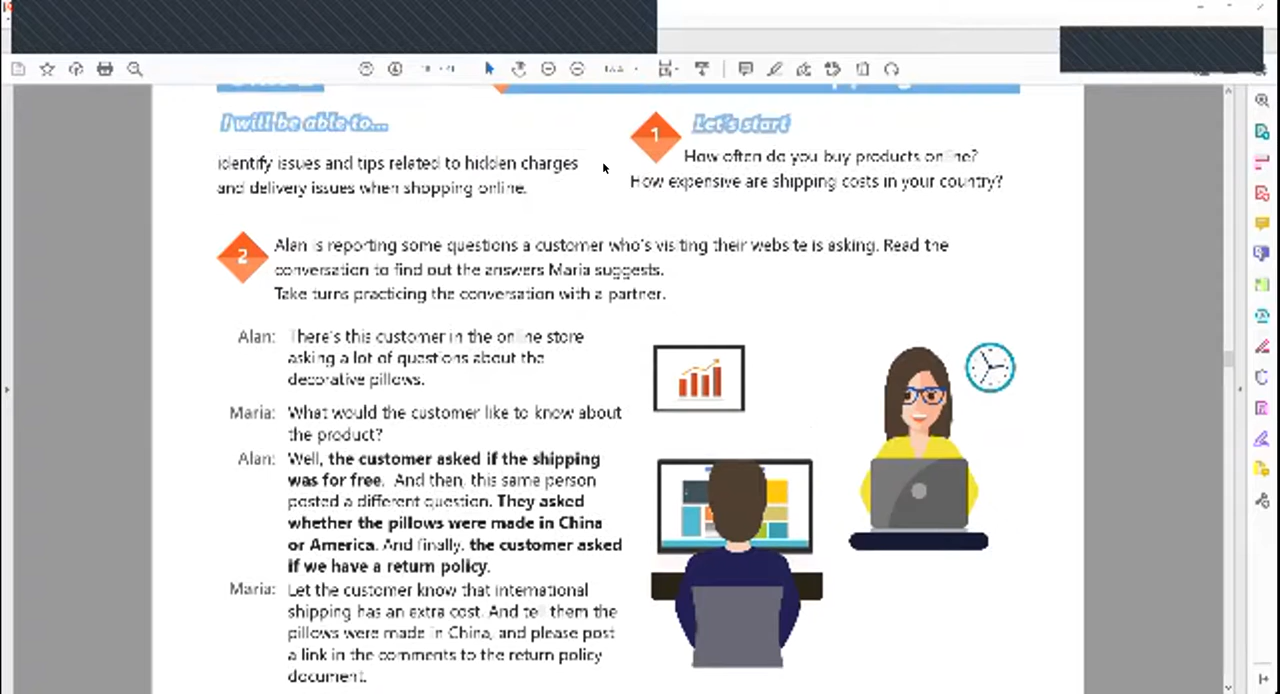 I will be able to...
identify issues and tips related to hidden charges
and delivery issues when shopping online.
1
Let's start
How often do you buy products online?
How expensive are shipping costs in your country?
2
Alan is reporting some questions a customer who's visiting their website is asking. Read the
conversation to find out the answers Maria suggests.
Take turns practicing the conversation with a partner.
Alan: There's this customer in the online store
asking a lot of questions about the
decorative pillows.
Maria: What would the customer like to know about
the product?
Alan: Well, the customer asked if the shipping
was for free. And then, this same person
posted a different question. They asked
whether the pillows were made in China
or America. And finally, the customer asked
if we have a return policy.
Maria: Let the customer know that international
shipping has an extra cost. And tell them the
pillows were made in China, and please post
a link in the comments to the return policy
document.